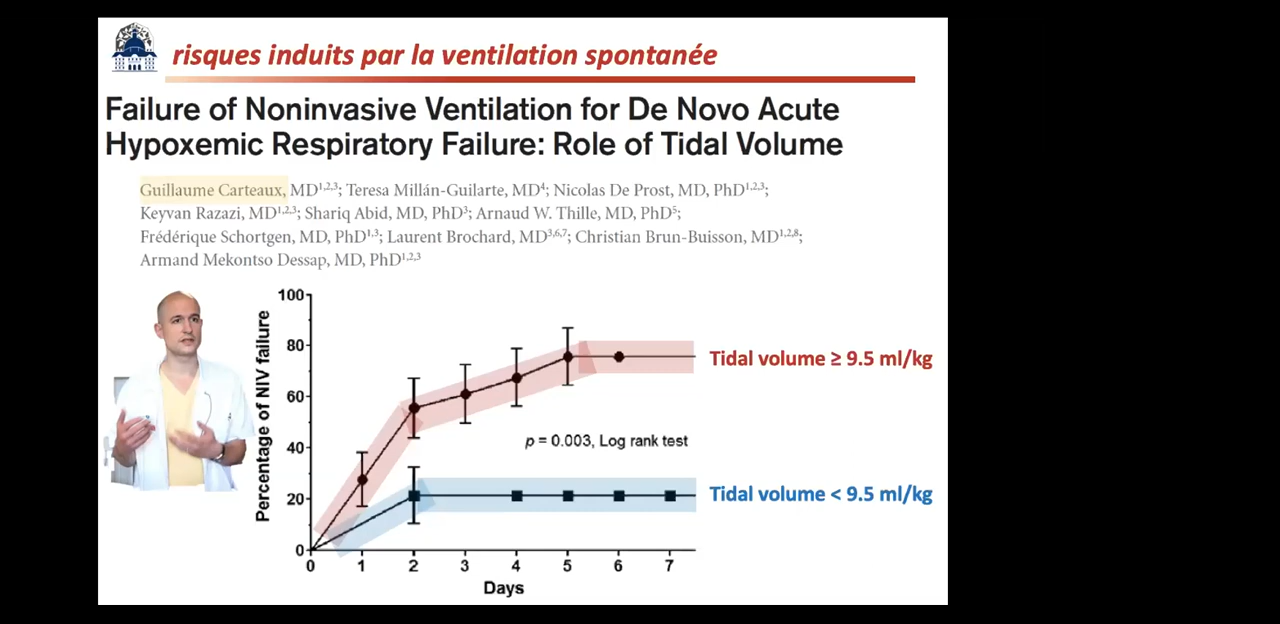 risques induits par la ventilation spontanée
Failure of Noninvasive Ventilation for De Novo Acute
Hypoxemic Respiratory Failure: Role of Tidal Volume
Guillaume Carteaux, MD1,2,3; Teresa Millán-Guilarte, MD4; Nicolas De Prost, MD, PhD1,2,3;
Keyvan Razazi, MD1,2,3; Shariq Abid, MD, PhD3; Arnaud W. Thille, MD, PhD5;
Frédérique Schortgen, MD, PhD1,3; Laurent Brochard, MD3,6,7; Christian Brun-Buisson, MD1,2,8;
Armand Mekontso Dessap, MD, PhD1,2,3
Percentage of NIV failure
100
80
60
40
20
0
Tidal volume ≥ 9.5 ml/kg
p = 0.003, Log rank test
Tidal volume < 9.5 ml/kg
0 1 2 3 4 5 6 7
Days